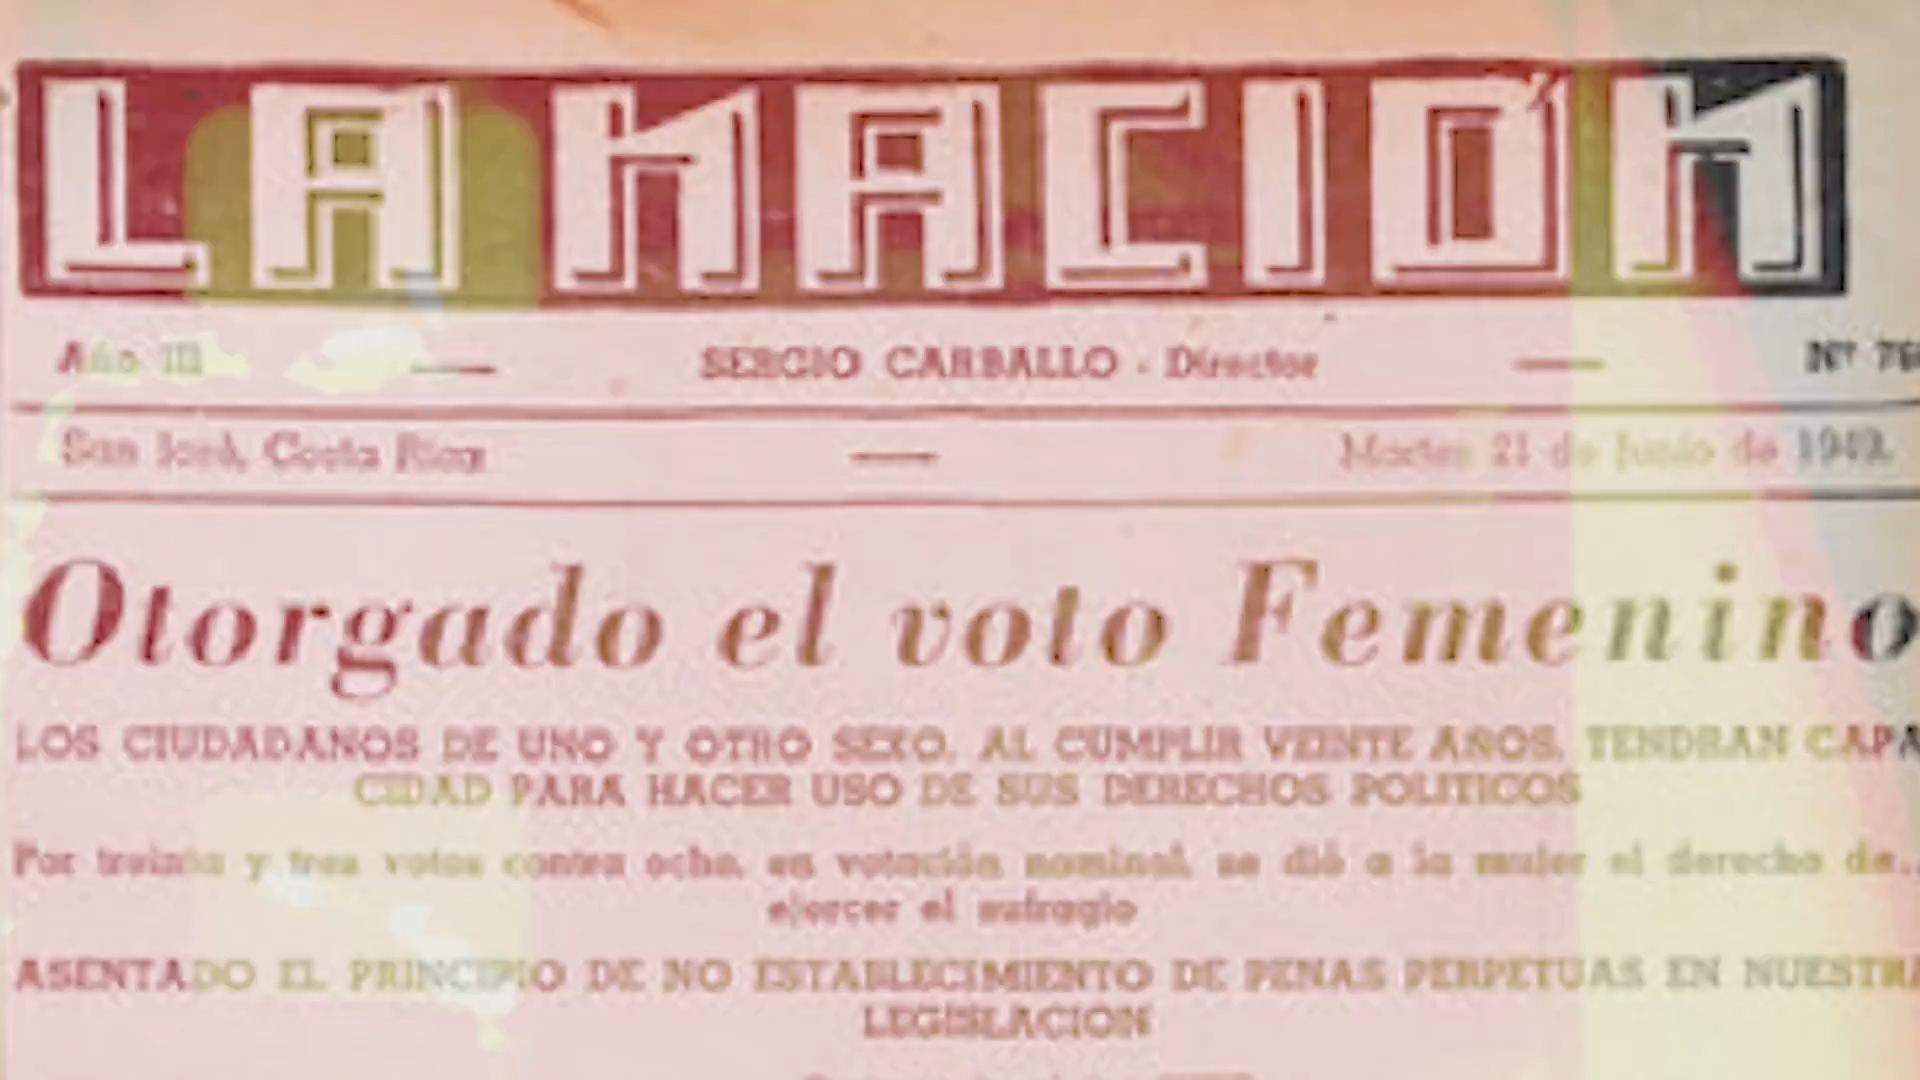 LA NACIÓN
Año III — SERGIO CARBALLO - Director — Nº 76
San José, Costa Rica — Martes 21 de Junio de 1949.
Otorgado el voto Femenino
LOS CIUDADANOS DE UNO Y OTRO SEXO, AL CUMPLIR VEINTE AÑOS, TENDRAN CAPA
CIDAD PARA HACER USO DE SUS DERECHOS POLITICOS
Por treinta y tres votos contra ocho, en votación nominal, se dió a la mujer el derecho de...
ejercer el sufragio
ASENTADO EL PRINCIPIO DE NO ESTABLECIMIENTO DE PENAS PERPETUAS EN NUESTRA
LEGISLACION